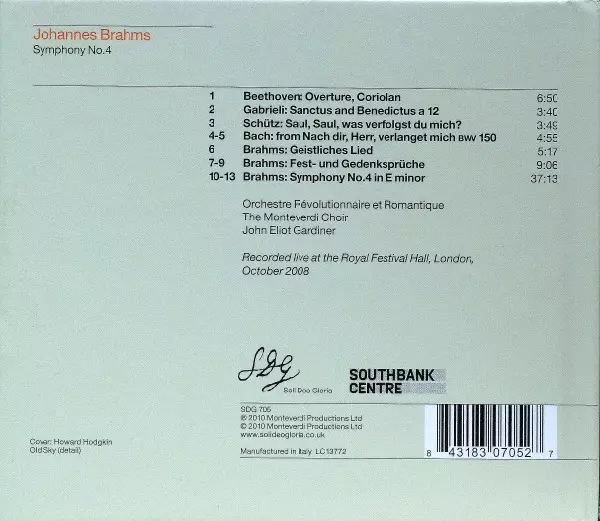 Johannes Brahms
Symphony No.4
1 Beethoven: Overture, Coriolan 6:50
2 Gabrieli: Sanctus and Benedictus a 12 3:40
3 Schütz: Saul, Saul, was verfolgst du mich? 3:49
4-5 Bach: from Nach dir, Herr, verlanget mich BWV 150 4:55
6 Brahms: Geistliches Lied 5:17
7-9 Brahms: Fest- und Gedenksprüche 9:06
10-13 Brahms: Symphony No.4 in E minor 37:13
Orchestre Févolutionnaire et Romantique
The Monteverdi Choir
John Eliot Gardiner
Recorded live at the Royal Festival Hall, London,
October 2008
SDG
Soli Deo Gloria
SOUTHBANK
CENTRE
SDG 705
℗ 2010 Monteverdi Productions Ltd
© 2010 Monteverdi Productions Ltd
www.solideogloria.co.uk
Manufactured in Italy LC13772
8 43183 07052 7
Cover: Howard Hodgkin
Old Sky (detail)